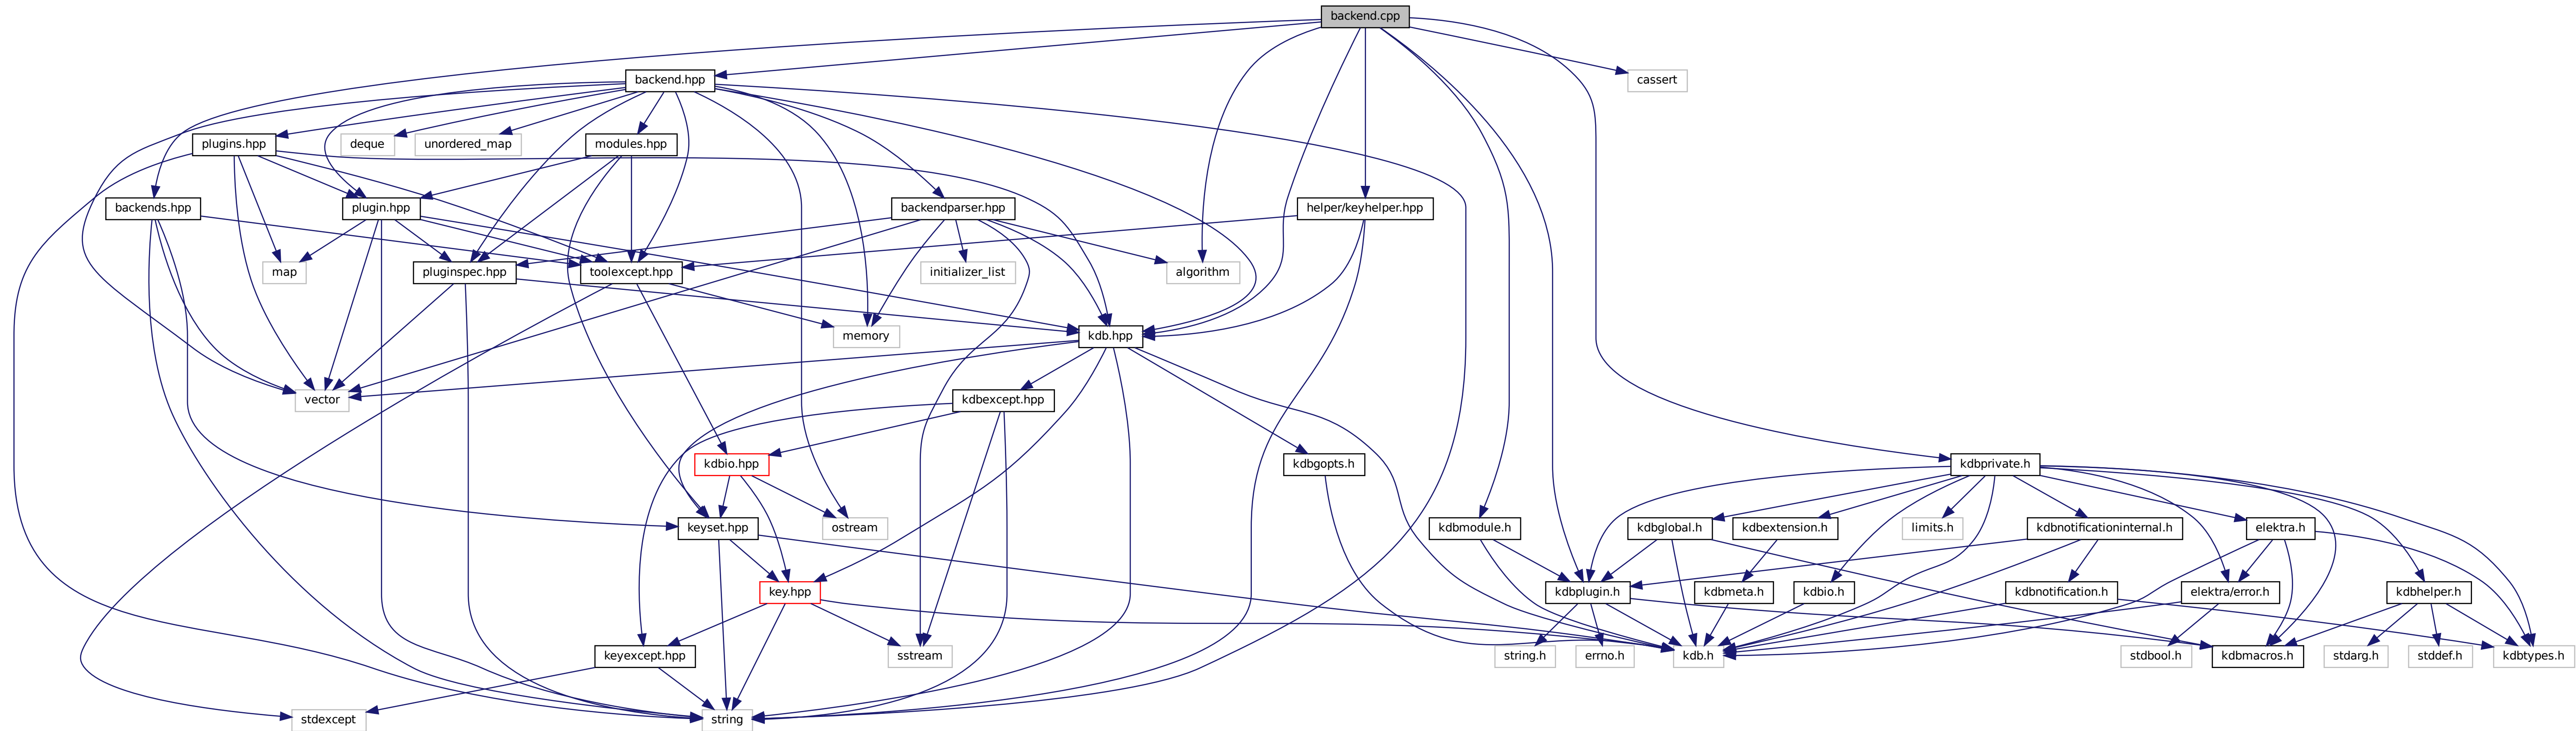 backend.cpp
backend.hpp
cassert
plugins.hpp
deque
unordered_map
modules.hpp
backends.hpp
plugin.hpp
backendparser.hpp
helper/keyhelper.hpp
map
pluginspec.hpp
toolexcept.hpp
initializer_list
algorithm
memory
kdb.hpp
vector
kdbexcept.hpp
kdbio.hpp
kdbgopts.h
kdbprivate.h
keyset.hpp
ostream
kdbmodule.h
kdbglobal.h
kdbextension.h
limits.h
kdbnotificationinternal.h
elektra.h
key.hpp
kdbplugin.h
kdbmeta.h
kdbio.h
kdbnotification.h
elektra/error.h
kdbhelper.h
keyexcept.hpp
sstream
string.h
errno.h
kdb.h
stdbool.h
kdbmacros.h
stdarg.h
stddef.h
kdbtypes.h
stdexcept
string